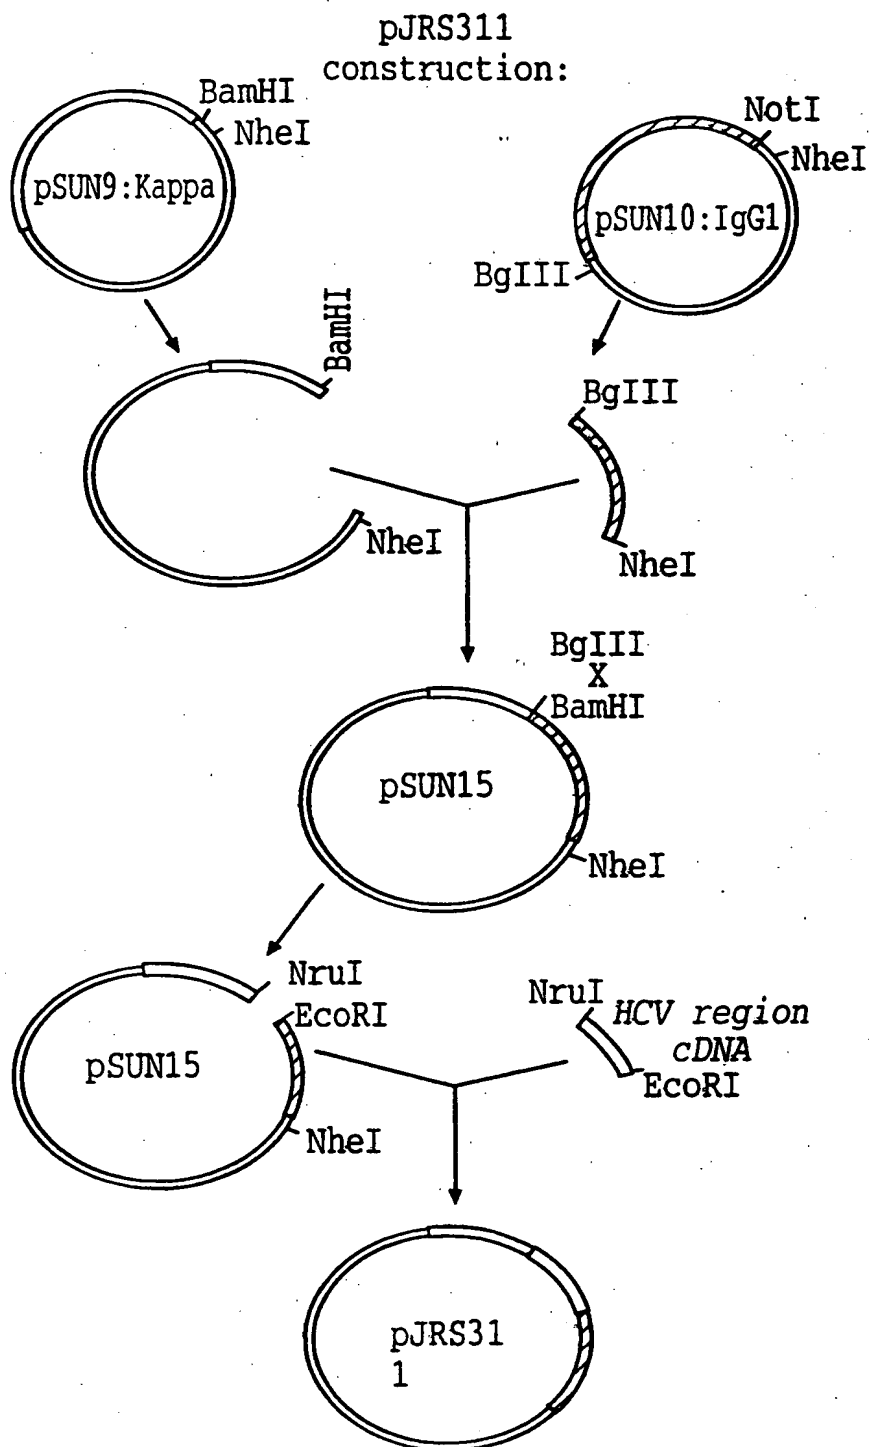 pJRS311
construction:
BamHI
NheI
pSUN9:Kappa
NotI
NheI
pSUN10:IgG1
BgIII
BamHI
NheI
BgIII
NheI
BgIII
X
BamHI
pSUN15
NheI
NruI
EcoRI
pSUN15
NheI
NruI
HCV region
cDNA
EcoRI
pJRS31
1